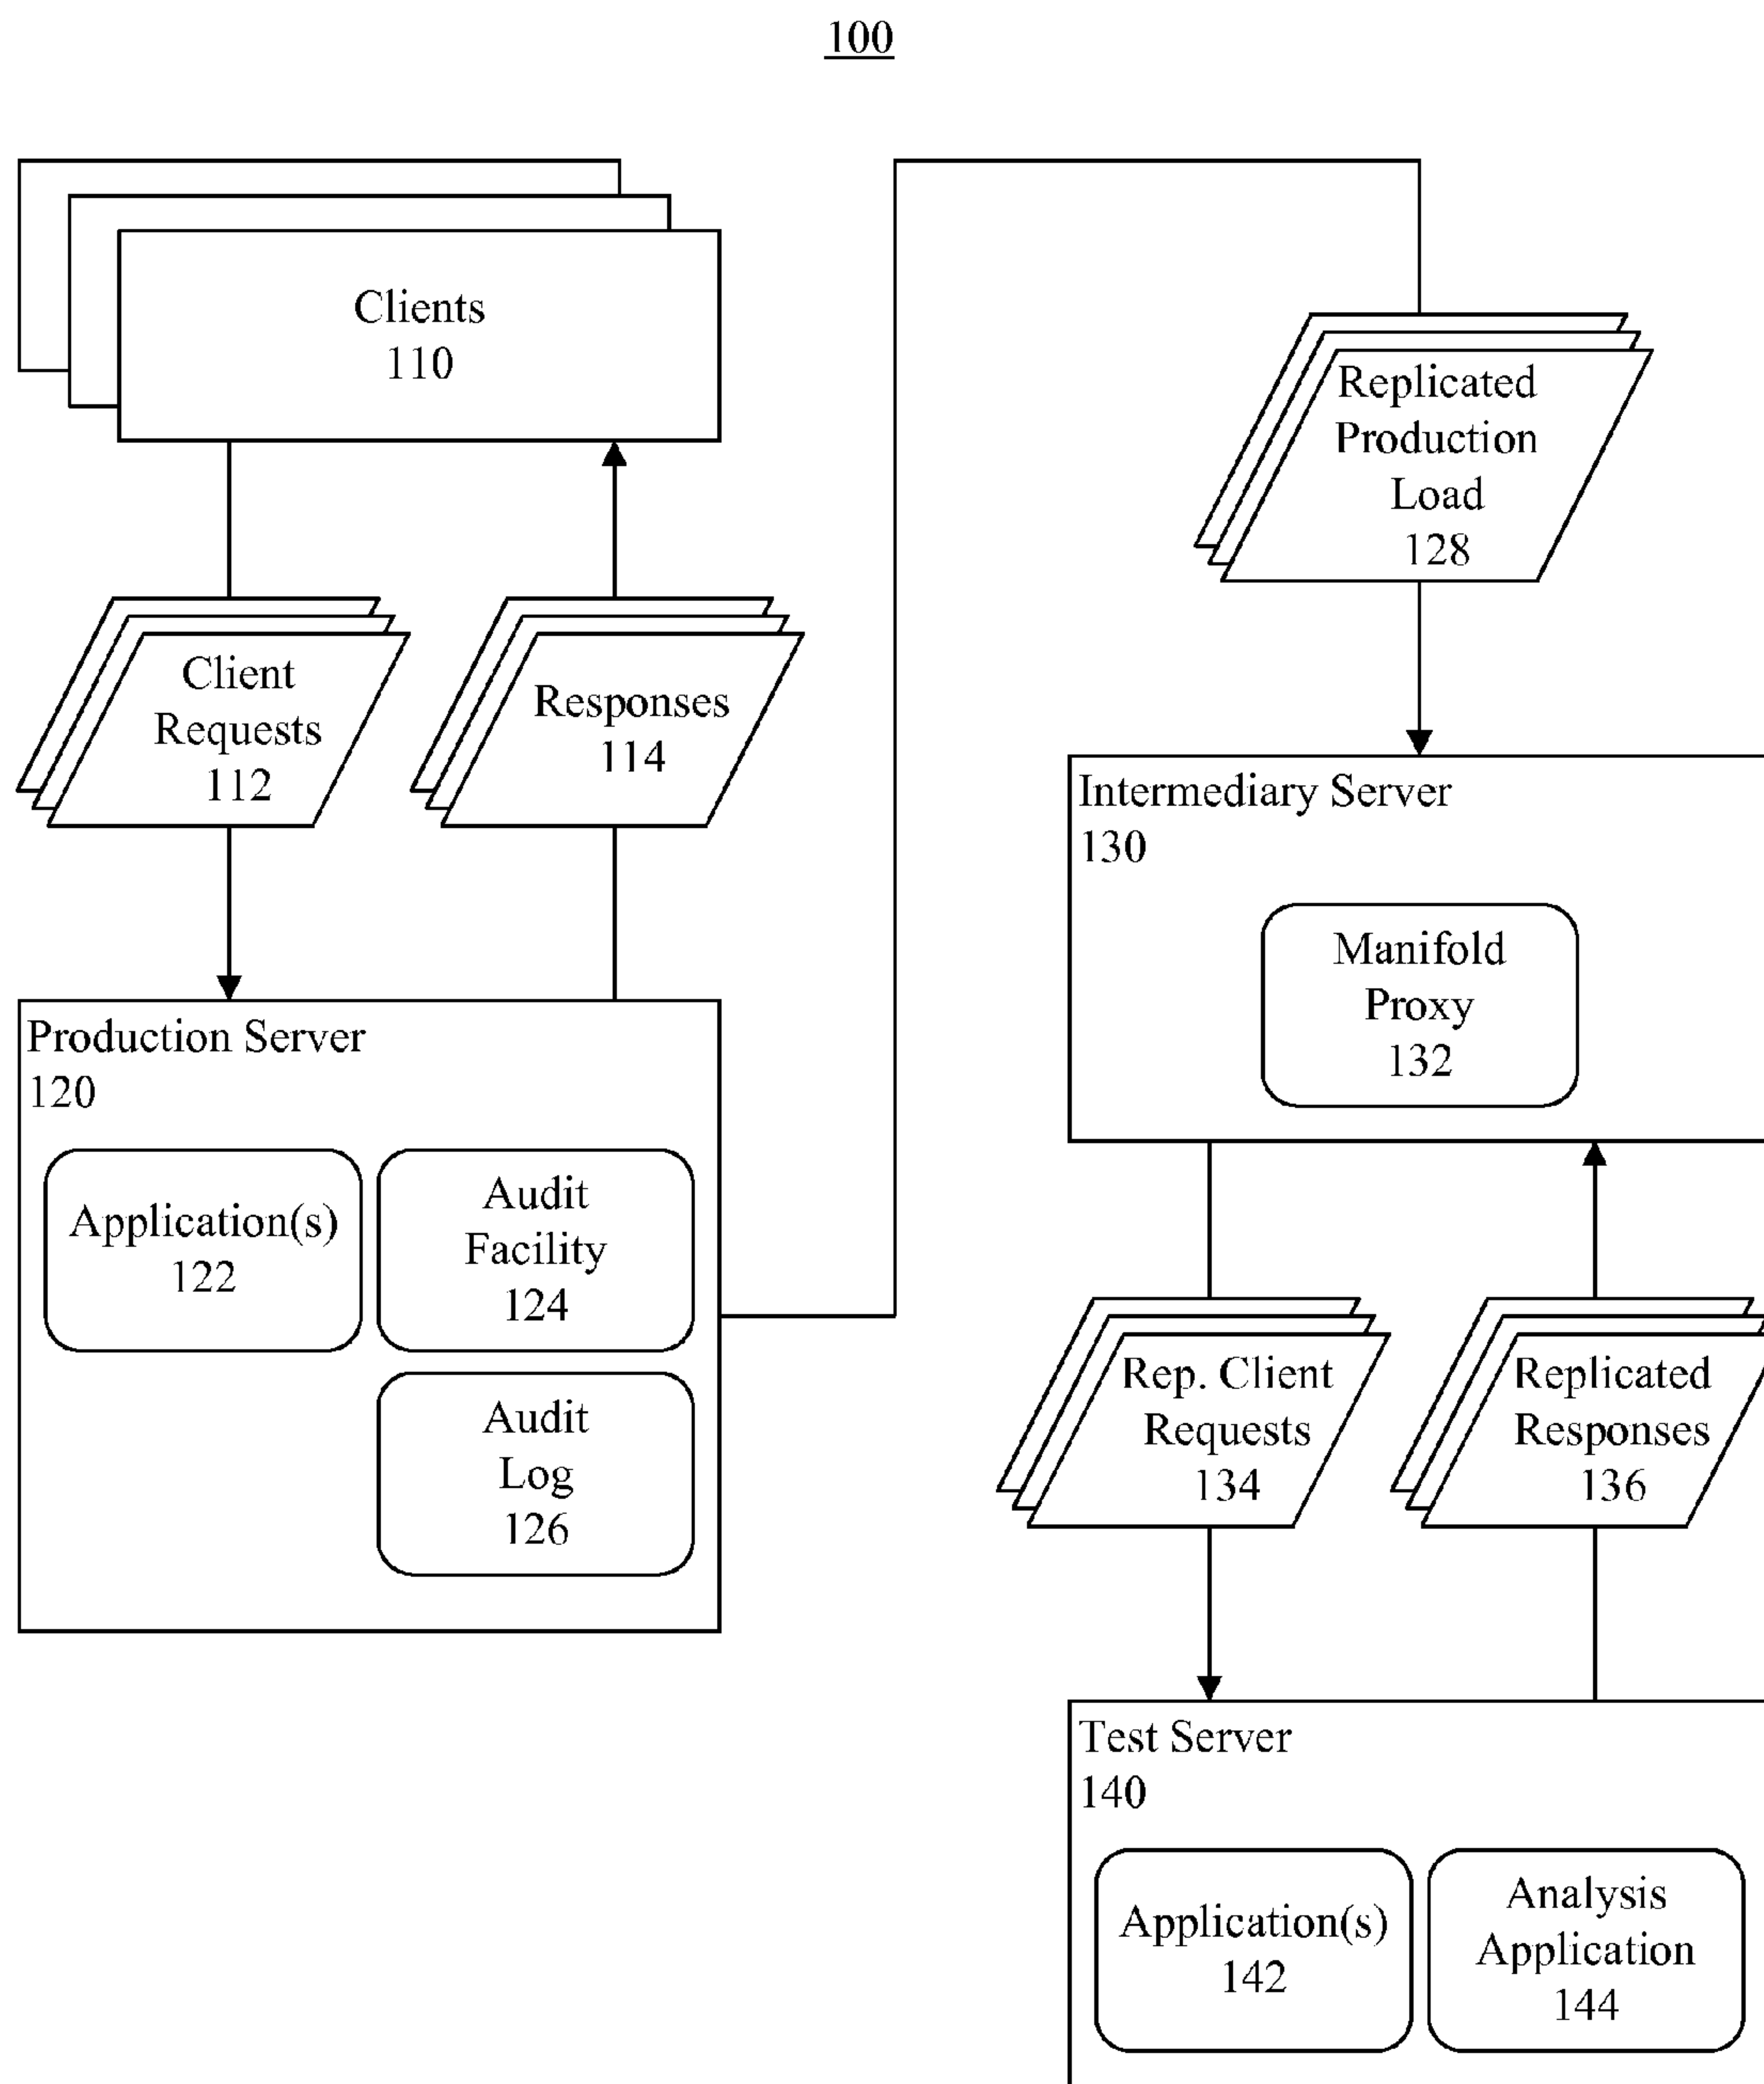 100
Clients
110
Client
Requests
112
Responses
114
Production Server
120
Application(s)
122
Audit
Facility
124
Audit
Log
126
Replicated
Production
Load
128
Intermediary Server
130
Manifold
Proxy
132
Rep. Client
Requests
134
Replicated
Responses
136
Test Server
140
Application(s)
142
Analysis
Application
144